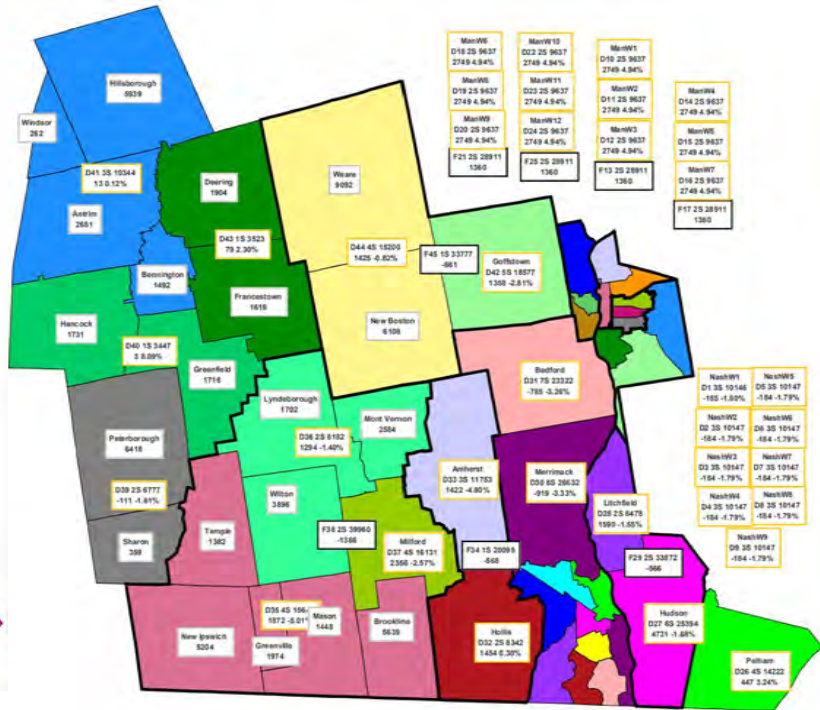 ManW6
D18 2S 9637
2749 4.94%
ManW8
D19 2S 9637
2749 4.94%
ManW9
D20 2S 9637
2749 4.94%
F21 2S 28911
1360
ManW10
D22 2S 9637
2749 4.94%
ManW11
D23 2S 9637
2749 4.94%
ManW12
D24 2S 9637
2749 4.94%
F25 2S 28911
1360
ManW1
D10 2S 9637
2749 4.94%
ManW2
D11 2S 9637
2749 4.94%
ManW3
D12 2S 9637
2749 4.94%
F13 2S 28911
1360
ManW4
D14 2S 9637
2749 4.94%
ManW5
D15 2S 9637
2749 4.94%
ManW7
D16 2S 9637
2749 4.94%
F17 2S 28911
1360
Hillsborough
5939
Windsor
262
D41 3S 10344
13 0.12%
Antrim
2651
Bennington
1492
Deering
1904
D43 1S 3523
79 2.30%
Francestown
1619
Weare
9092
D44 4S 15200
1425 -0.82%
New Boston
6108
F45 1S 33777
-661
Goffstown
D42 5S 18577
1358 -2.81%
Hancock
1731
D40 1S 3447
3 0.09%
Greenfield
1716
Bedford
D31 7S 23322
-785 -3.26%
Lyndeborough
1702
Mont Vernon
2584
D36 2S 8182
1294 -1.40%
Wilton
3896
Peterborough
6418
D39 2S 6777
-111 -1.61%
Sharon
359
Temple
1382
Amherst
D33 3S 11753
1422 -4.80%
Merrimack
D30 8S 26632
-919 -3.33%
Litchfield
D28 2S 8478
1590 -1.55%
F38 2S 39960
-1366
Milford
D37 4S 16131
2356 -2.57%
F34 1S 20095
-568
F29 2S 33872
-566
NashW1
D1 3S 10146
-185 -1.80%
NashW2
D2 3S 10147
-184 -1.79%
NashW3
D3 3S 10147
-184 -1.79%
NashW4
D4 3S 10147
-184 -1.79%
NashW5
D5 3S 10147
-184 -1.79%
NashW6
D6 3S 10147
-184 -1.79%
NashW7
D7 3S 10147
-184 -1.79%
NashW8
D8 3S 10147
-184 -1.79%
NashW9
D9 3S 10147
-184 -1.79%
New Ipswich
5204
D35 4S
1872 -5.01%
Greenville
1974
Mason
1448
Brookline
5639
Hollis
D32 2S 8342
1454 0.30%
Hudson
D27 6S 25394
4731 -1.68%
Pelham
D26 4S 14222
447 3.24%